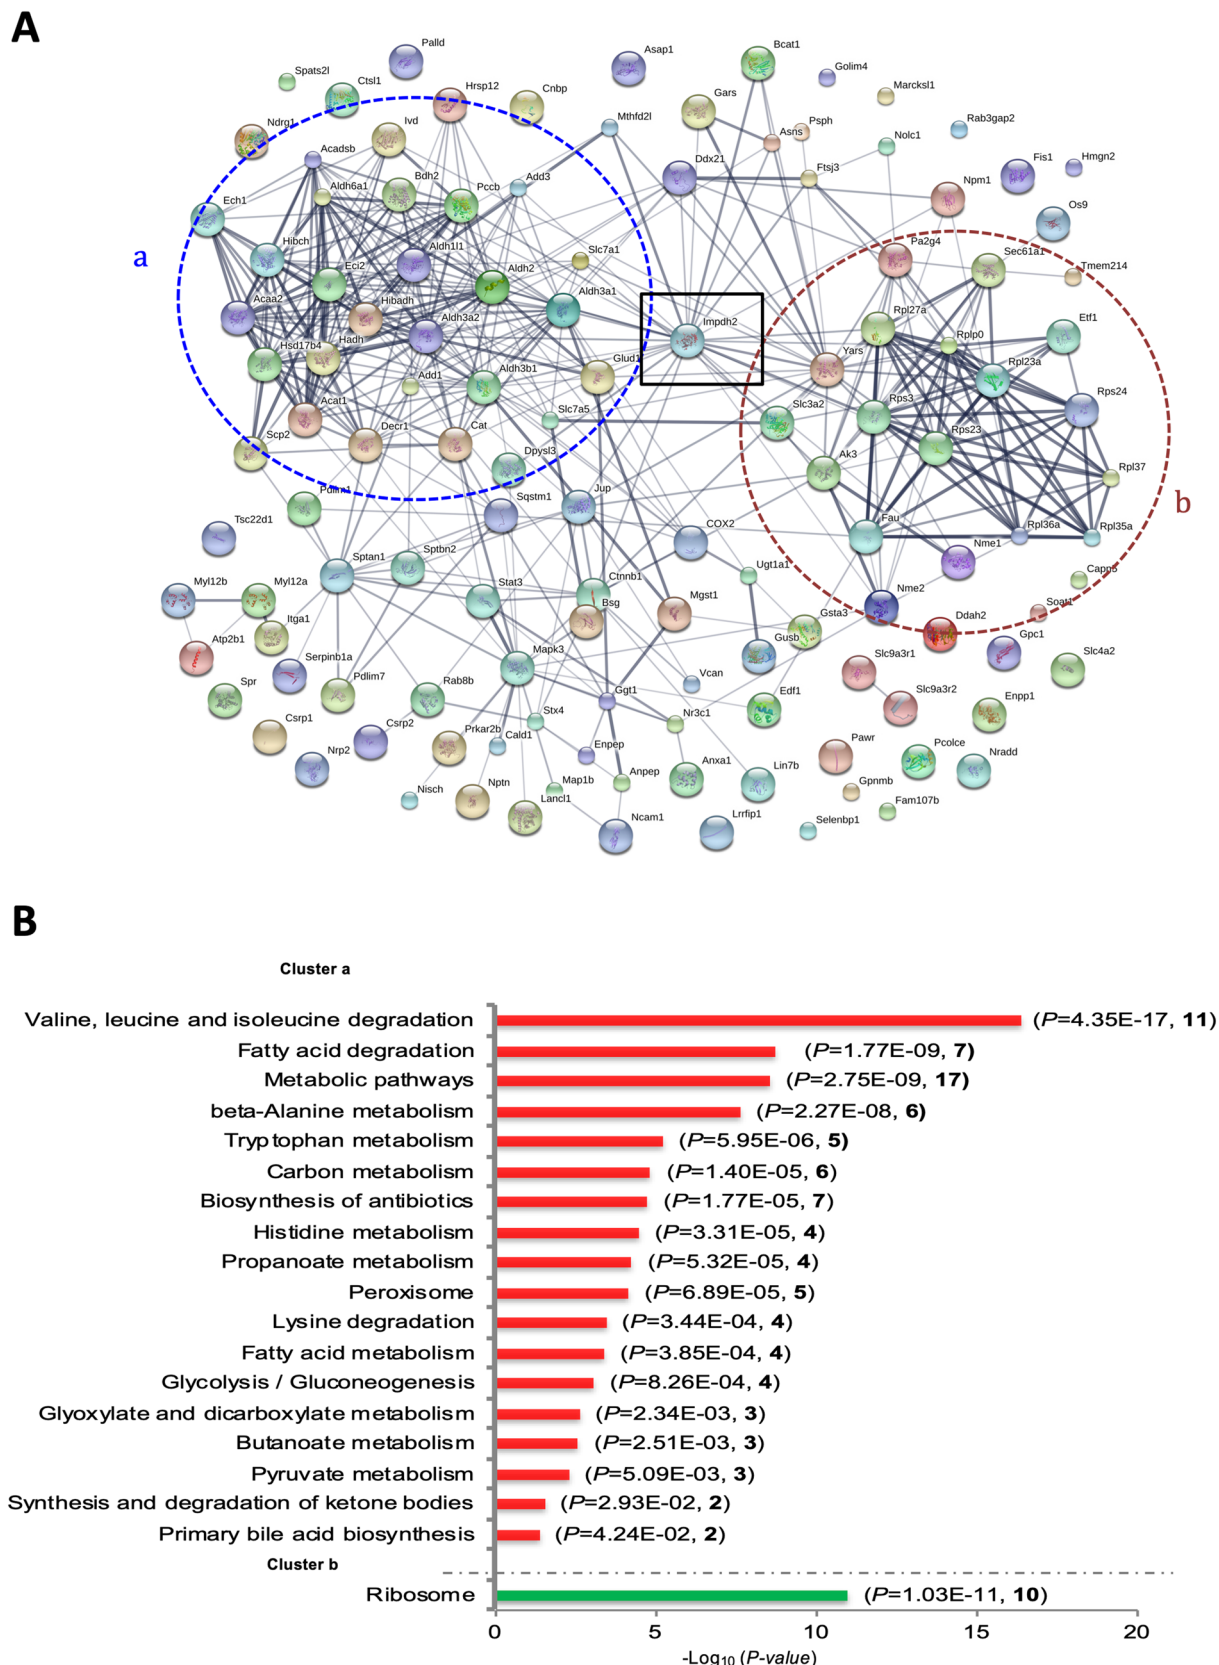 A
Palld
Asap1
Bcat1
Spats2l
Ctsl1
Golim4
Hrsp12
Cnbp
Gars
Marcksl1
Ndrg1
Ivd
Mthfd2l
Asns
Psph
Rab3gap2
Acadsb
Ddx21
Nolc1
Fis1
Hmgn2
Bdh2
Pccb
Add3
Ftsj3
Npm1
Aldh6a1
Ech1
Os9
Hibch
Aldh1l1
Slc7a1
Pa2g4
Sec61a1
a
Eci2
Aldh2
Tmem214
Acaa2
Hibadh
Aldh3a1
Impdh2
Rpl27a
Rplp0
Etf1
Hsd17b4
Hadh
Aldh3a2
Glud1
Yars
Rpl23a
Add1
Aldh3b1
Rps24
Acat1
Slc7a5
Slc3a2
Rps3
Rps23
Scp2
Decr1
Cat
Dpysl3
Ak3
Rpl37
Pdlim1
Sqstm1
Jup
b
Tsc22d1
COX2
Fau
Rpl36a
Rpl35a
Sptan1
Sptbn2
Nme1
Myl12b
Myl12a
Stat3
Ctnnb1
Ugt1a1
Capn5
Itga1
Bsg
Mgst1
Nme2
Soat1
Atp2b1
Gsta3
Ddah2
Gpc1
Serpinb1a
Gusb
Slc9a3r1
Slc4a2
Spr
Pdlim7
Rab8b
Mapk3
Vcan
Slc9a3r2
Enpp1
Ggt1
Edf1
Csrp1
Csrp2
Prkar2b
Stx4
Nr3c1
Cald1
Pawr
Pcolce
Nradd
Nrp2
Enpep
Anpep
Anxa1
Lin7b
Nisch
Nptn
Map1b
Gpnmb
Lancl1
Fam107b
Ncam1
Lrrfip1
Selenbp1
B
Cluster a
Valine, leucine and isoleucine degradation (P=4.35E-17, 11)
Fatty acid degradation (P=1.77E-09, 7)
Metabolic pathways (P=2.75E-09, 17)
beta-Alanine metabolism (P=2.27E-08, 6)
Tryptophan metabolism (P=5.95E-06, 5)
Carbon metabolism (P=1.40E-05, 6)
Biosynthesis of antibiotics (P=1.77E-05, 7)
Histidine metabolism (P=3.31E-05, 4)
Propanoate metabolism (P=5.32E-05, 4)
Peroxisome (P=6.89E-05, 5)
Lysine degradation (P=3.44E-04, 4)
Fatty acid metabolism (P=3.85E-04, 4)
Glycolysis / Gluconeogenesis (P=8.26E-04, 4)
Glyoxylate and dicarboxylate metabolism (P=2.34E-03, 3)
Butanoate metabolism (P=2.51E-03, 3)
Pyruvate metabolism (P=5.09E-03, 3)
Synthesis and degradation of ketone bodies (P=2.93E-02, 2)
Primary bile acid biosynthesis (P=4.24E-02, 2)
Cluster b
Ribosome (P=1.03E-11, 10)
0 5 10 15 20
-Log10 (P-value)